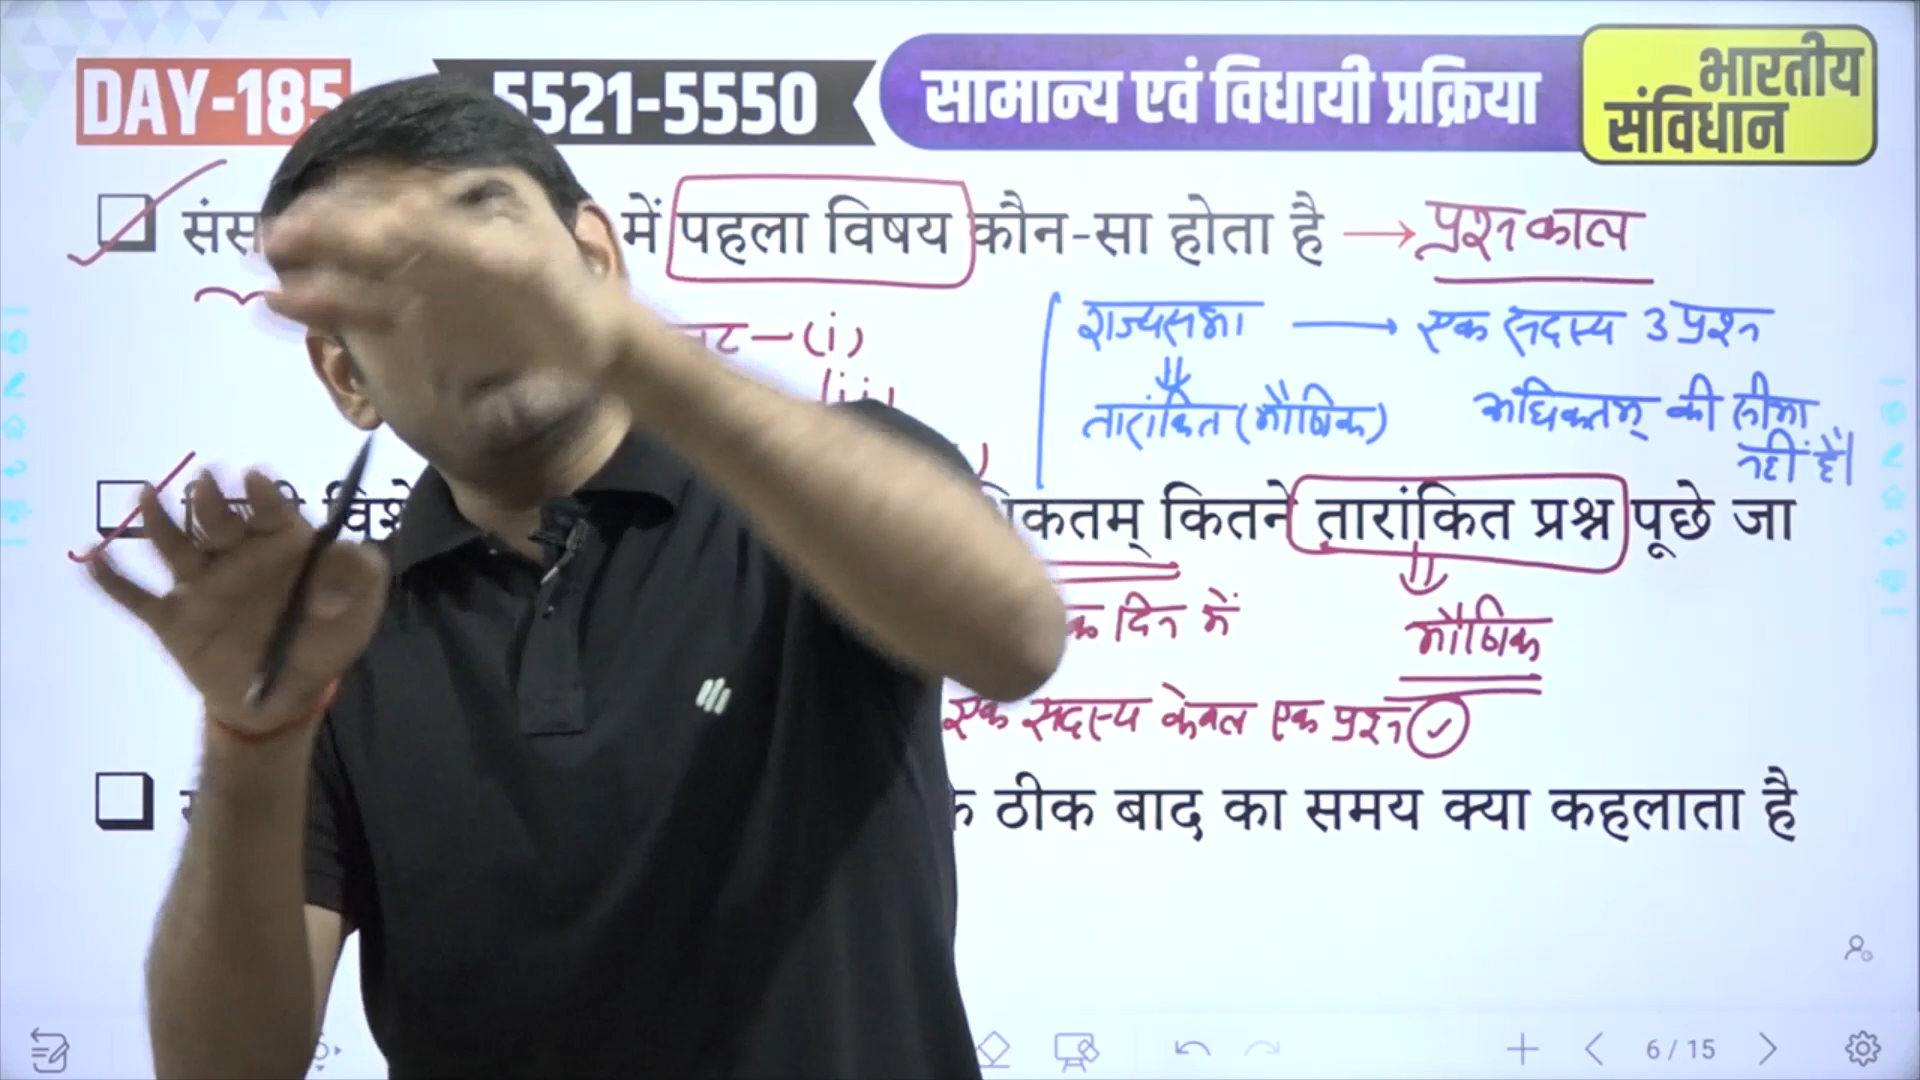 DAY-185 5521-5550 सामान्य एवं विधायी प्रक्रिया भारतीय संविधान
में पहला विषय कौन-सा होता है → प्रश्न काल
(i) राज्यसभा → एक सदस्य 3 प्रश्न
तारांकित (मौखिक) अधिकतम् की सीमा
नहीं है।
कितने तारांकित प्रश्न पूछे जा
दिन में मौखिक
एक सदस्य केवल एक प्रश्न
ठीक बाद का समय क्या कहलाता है
6 / 15